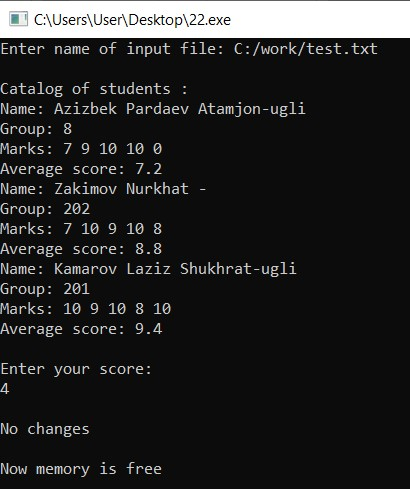 C:\Users\User\Desktop\22.exe
Enter name of input file: C:/work/test.txt
Catalog of students :
Name: Azizbek Pardaev Atamjon-ugli
Group: 8
Marks: 7 9 10 10 0
Average score: 7.2
Name: Zakimov Nurkhat -
Group: 202
Marks: 7 10 9 10 8
Average score: 8.8
Name: Kamarov Laziz Shukhrat-ugli
Group: 201
Marks: 10 9 10 8 10
Average score: 9.4
Enter your score:
4
No changes
Now memory is free